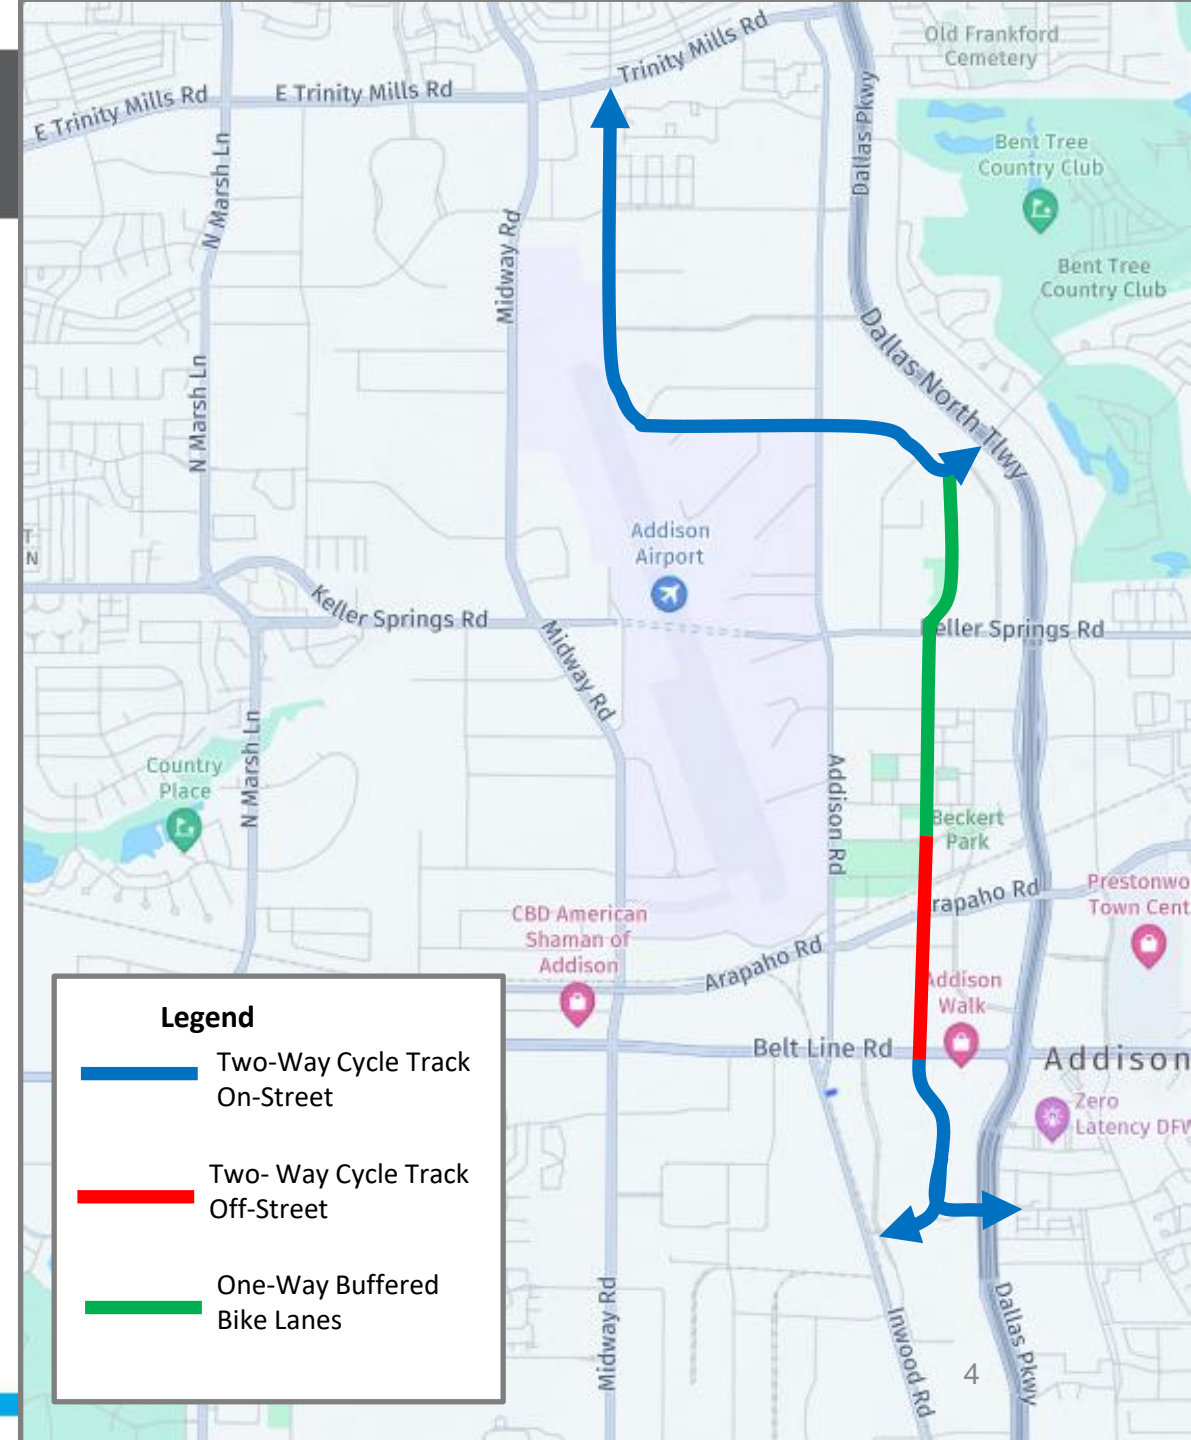 Trinity Mills Rd
Old Frankford
Cemetery
E Trinity Mills Rd
E Trinity Mills Rd
Dallas Pkwy
N Marsh Ln
Bent Tree
Country Club
Midway Rd
Bent Tree
Country Club
Dallas North Tlwy
N Marsh Ln
T
N
Addison
Airport
Keller Springs Rd
eller Springs Rd
Midway Rd
N Marsh Ln
Country
Place
Addison Rd
Beckert
Park
rapaho Rd
Prestonwo
Town Cent
CBD American
Shaman of
Addison
Arapaho Rd
ddison
Walk
Belt Line Rd
Addison
Zero
Latency DFW
Legend
Two-Way Cycle Track
On-Street
Two- Way Cycle Track
Off-Street
One-Way Buffered
Bike Lanes
Midway Rd
Inwood Rd
Dallas Pkwy
4